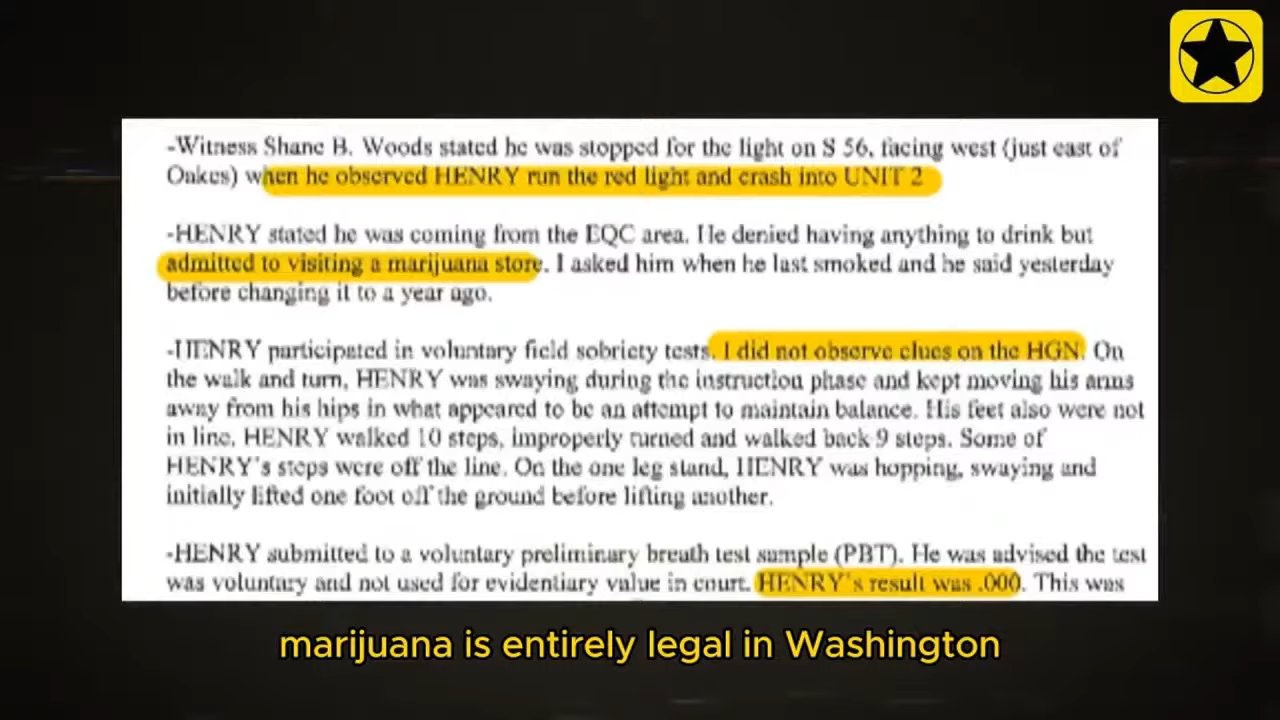 -Witness Shane B. Woods stated he was stopped for the light on S 56, facing west (just east of
Oakes) when he observed HENRY run the red light and crash into UNIT 2
-HENRY stated he was coming from the EQC area. He denied having anything to drink but
admitted to visiting a marijuana store. I asked him when he last smoked and he said yesterday
before changing it to a year ago.
-HENRY participated in voluntary field sobriety tests. I did not observe clues on the HGN. On
the walk and turn, HENRY was swaying during the instruction phase and kept moving his arms
away from his hips in what appeared to be an attempt to maintain balance. His feet also were not
in line. HENRY walked 10 steps, improperly turned and walked back 9 steps. Some of
HENRY's steps were off the line. On the one leg stand, HENRY was hopping, swaying and
initially lifted one foot off the ground before lifting another.
-HENRY submitted to a voluntary preliminary breath test sample (PBT). He was advised the test
was voluntary and not used for evidentiary value in court. HENRY's result was .000. This was
marijuana is entirely legal in Washington